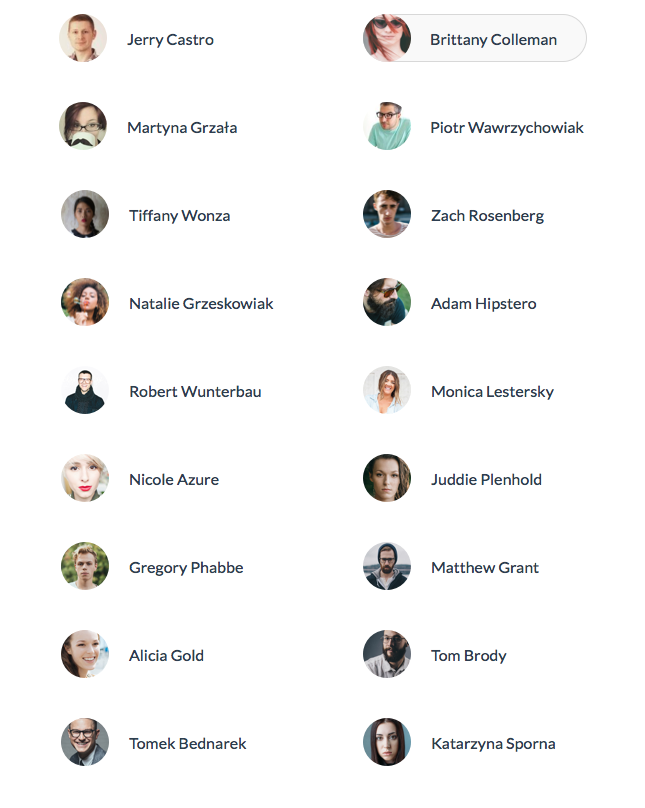 Jerry Castro
Brittany Colleman
Martyna Grzała
Piotr Wawrzychowiak
Tiffany Wonza
Zach Rosenberg
Natalie Grzeskowiak
Adam Hipstero
Robert Wunterbau
Monica Lestersky
Nicole Azure
Juddie Plenhold
Gregory Phabbe
Matthew Grant
Alicia Gold
Tom Brody
Tomek Bednarek
Katarzyna Sporna